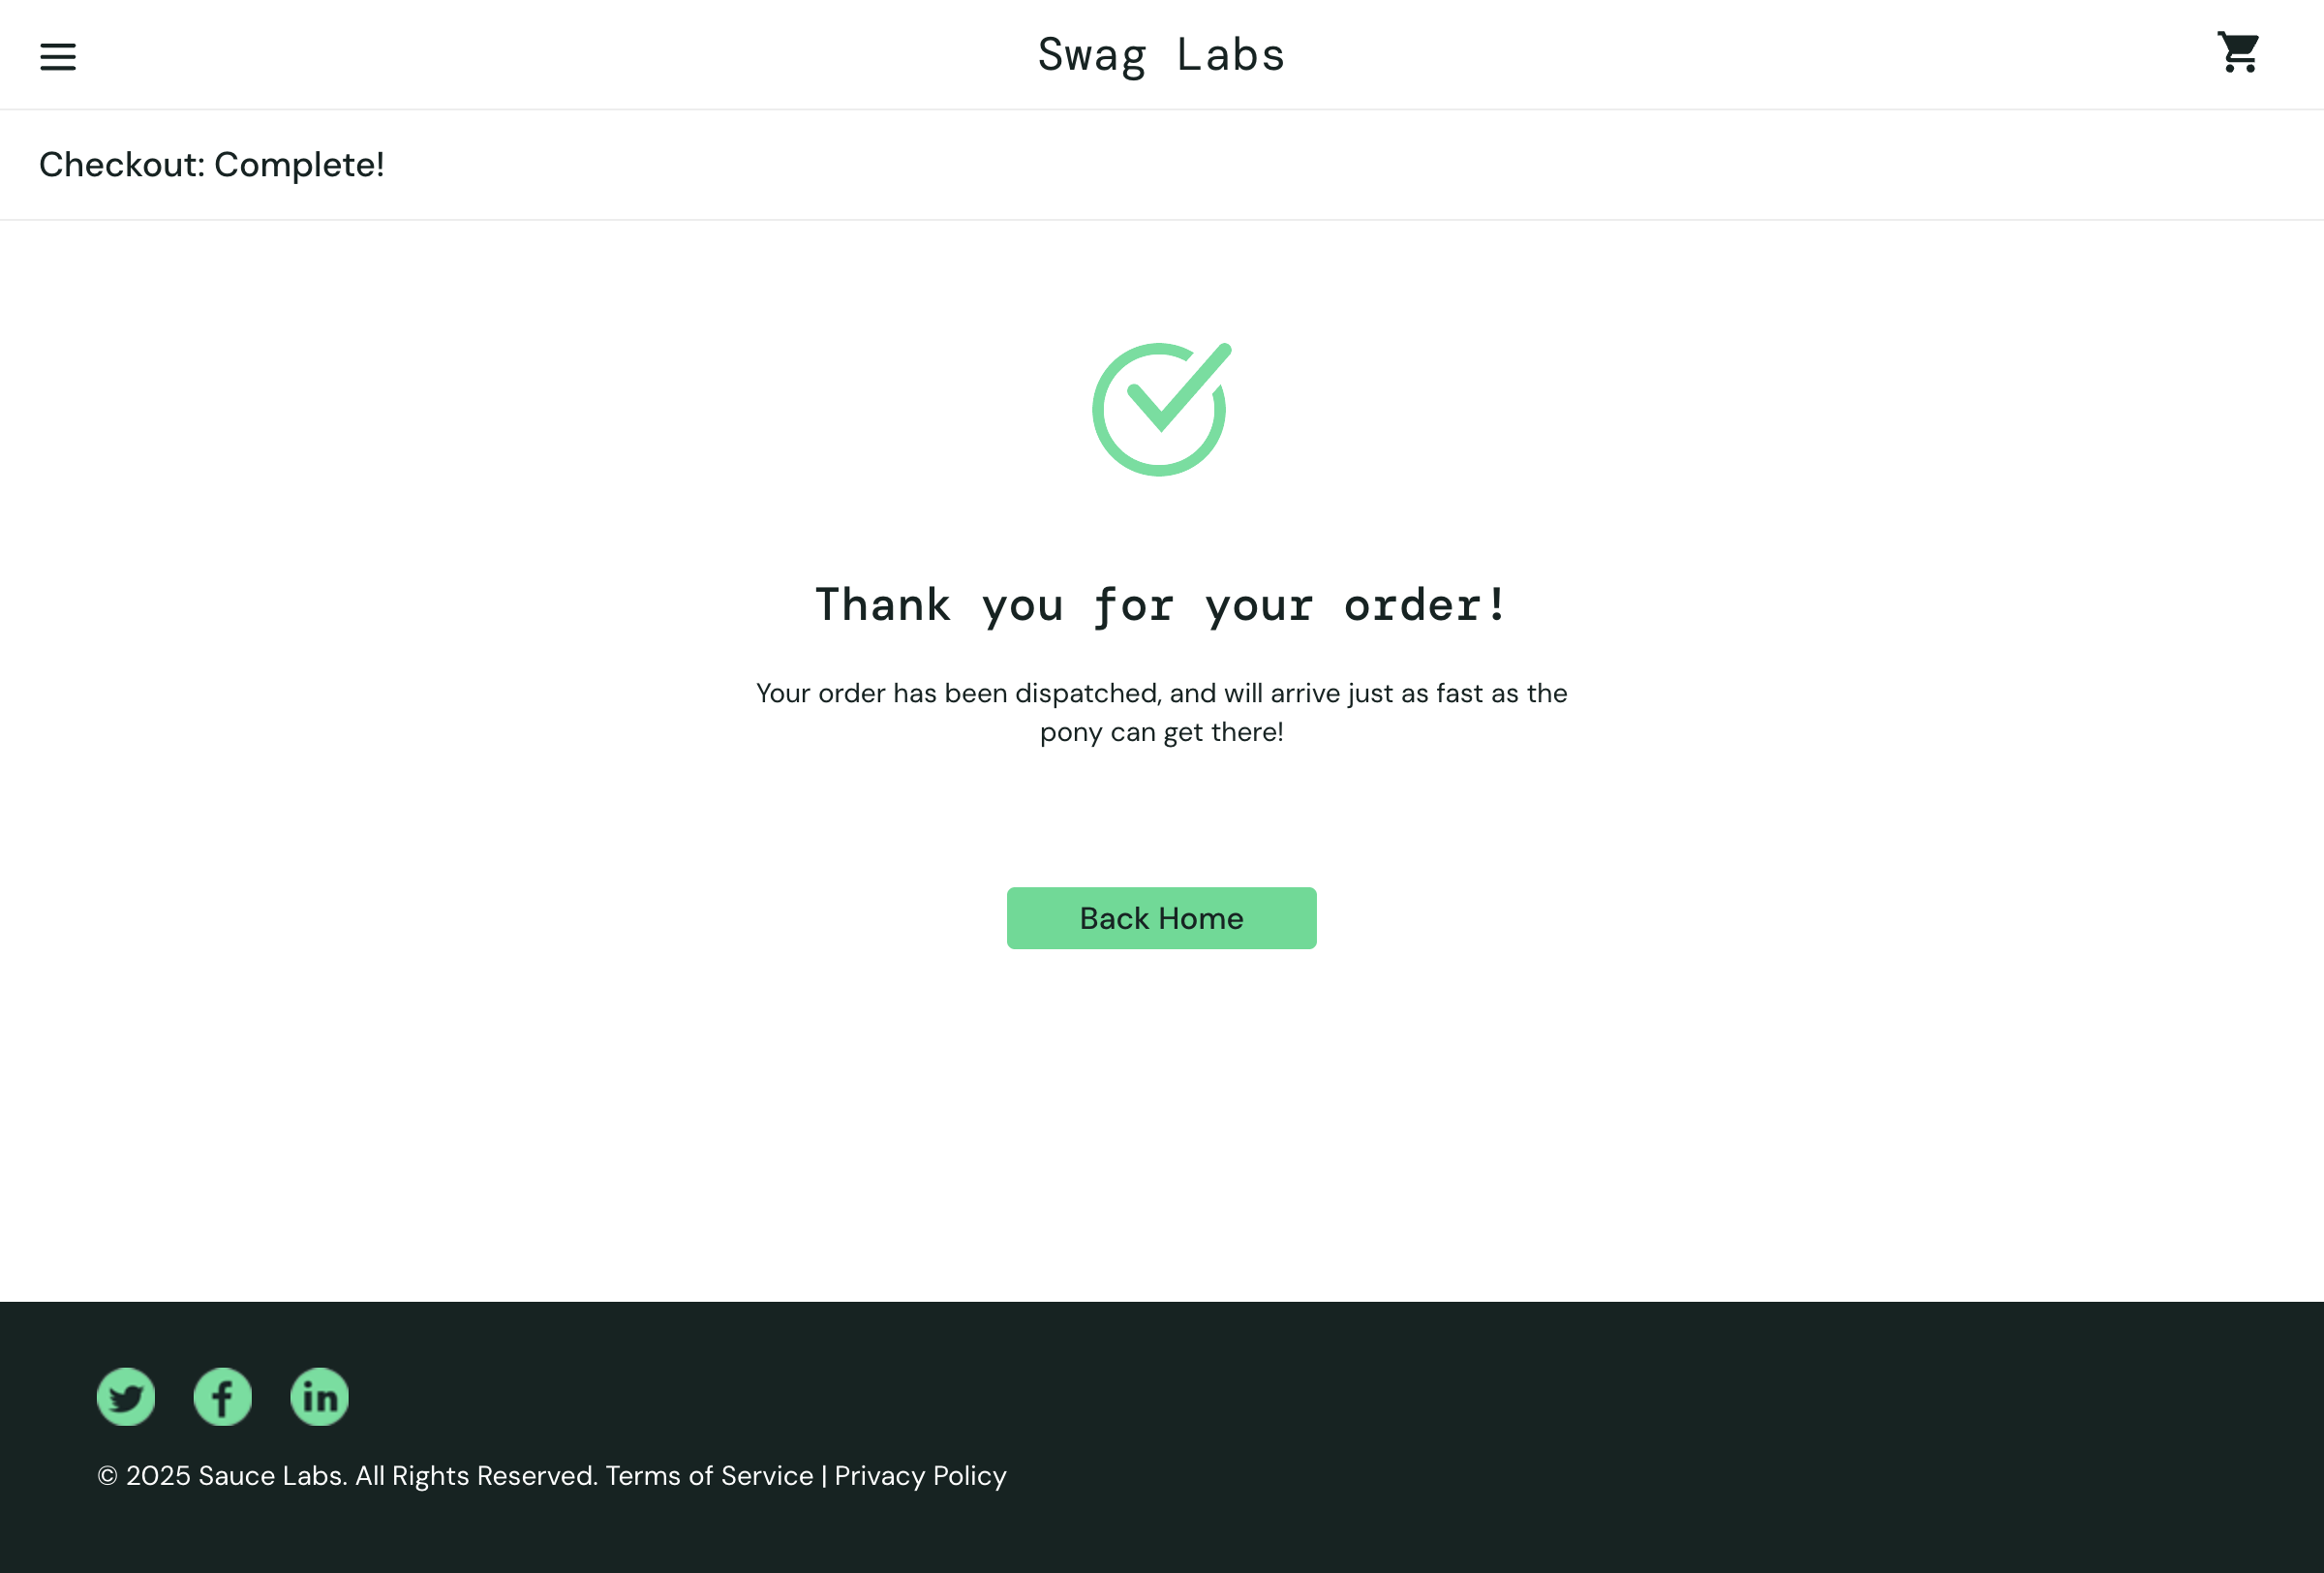 Swag Labs
Checkout: Complete!
Thank you for your order!
Your order has been dispatched, and will arrive just as fast as the
pony can get there!
Back Home
© 2025 Sauce Labs. All Rights Reserved. Terms of Service | Privacy Policy